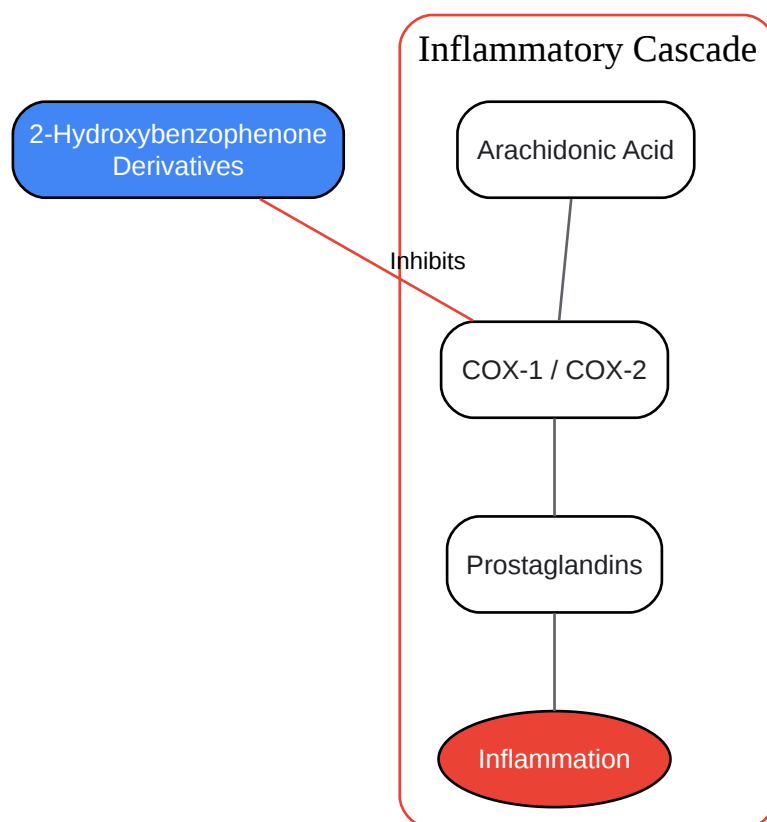 Inflammatory Cascade
2-Hydroxybenzophenone
Derivatives
Arachidonic Acid
Inhibits
COX-1 / COX-2
Prostaglandins
Inflammation